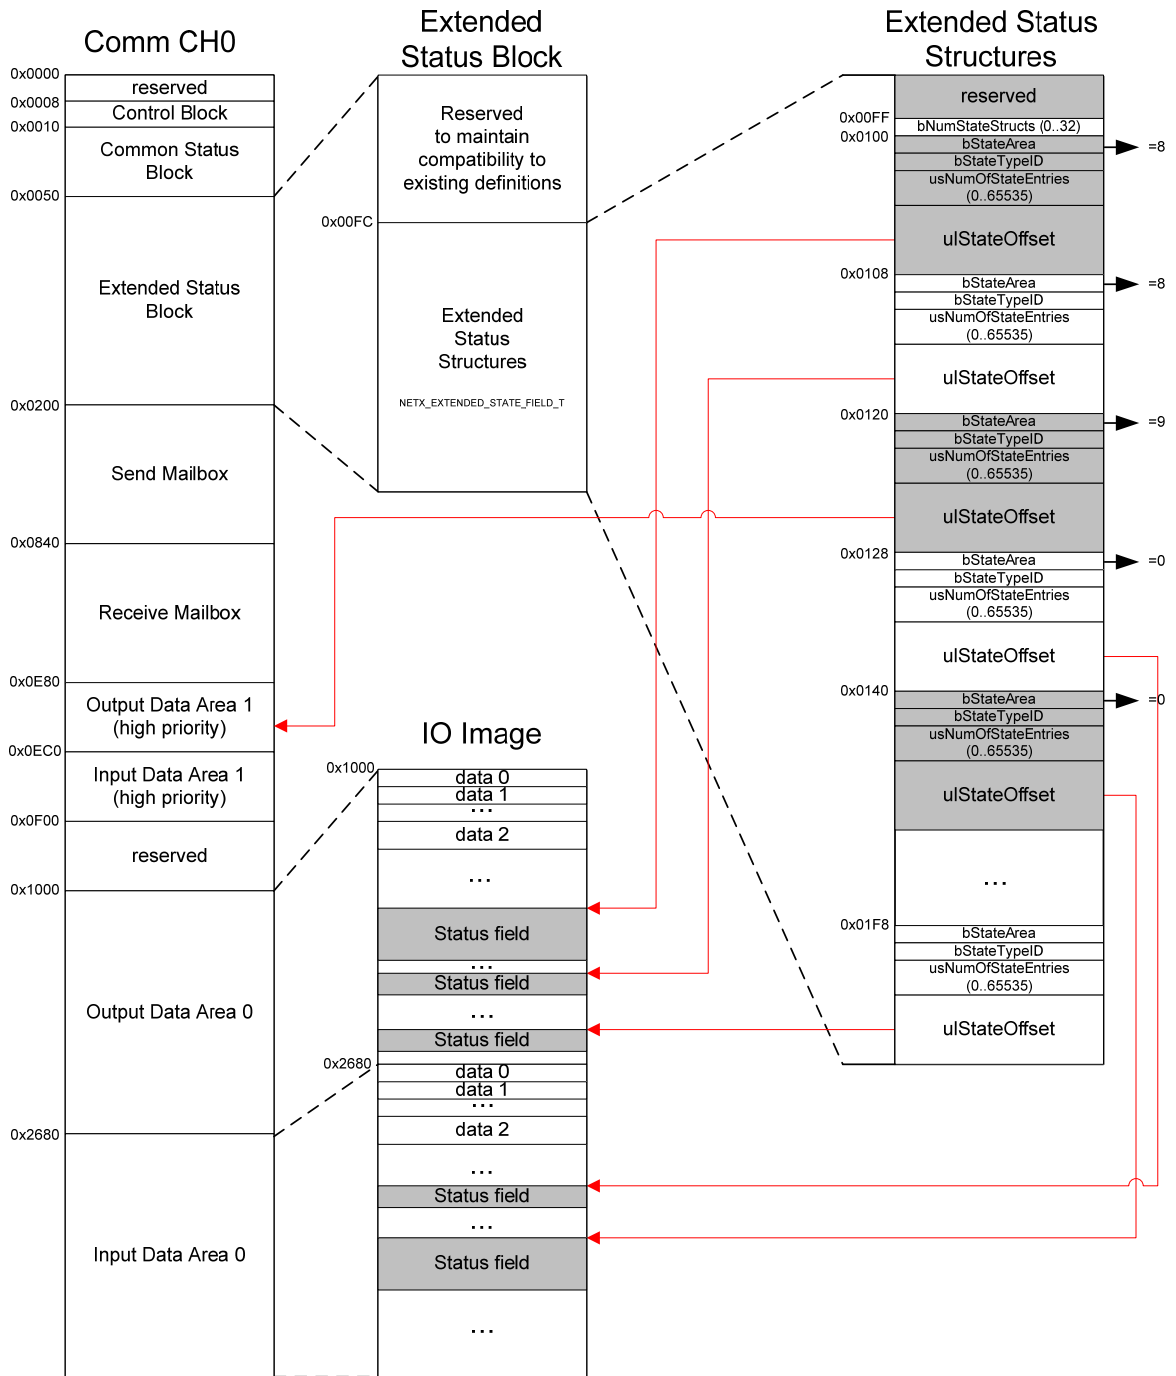 Comm CH0
0x0000
reserved
0x0008
Control Block
0x0010
Common Status
Block
0x0050
Extended Status
Block
0x0200
Send Mailbox
0x0840
Receive Mailbox
0x0E80
Output Data Area 1
(high priority)
0x0EC0
Input Data Area 1
(high priority)
0x0F00
reserved
0x1000
Output Data Area 0
0x2680
Input Data Area 0
Extended
Status Block
Reserved
to maintain
compatibility to
existing definitions
0x00FC
Extended
Status
Structures
NETX_EXTENDED_STATE_FIELD_T
IO Image
0x1000
data 0
data 1
...
data 2
...
Status field
...
Status field
...
Status field
0x2680
data 0
data 1
...
data 2
...
Status field
...
Status field
...
Extended Status
Structures
reserved
0x00FF
bNumStateStructs (0..32)
0x0100
bStateArea
=8
bStateTypeID
usNumOfStateEntries
(0..65535)
ulStateOffset
0x0108
bStateArea
=8
bStateTypeID
usNumOfStateEntries
(0..65535)
ulStateOffset
0x0120
bStateArea
=9
bStateTypeID
usNumOfStateEntries
(0..65535)
ulStateOffset
0x0128
bStateArea
=0
bStateTypeID
usNumOfStateEntries
(0..65535)
ulStateOffset
0x0140
bStateArea
=0
bStateTypeID
usNumOfStateEntries
(0..65535)
ulStateOffset
...
0x01F8
bStateArea
bStateTypeID
usNumOfStateEntries
(0..65535)
ulStateOffset